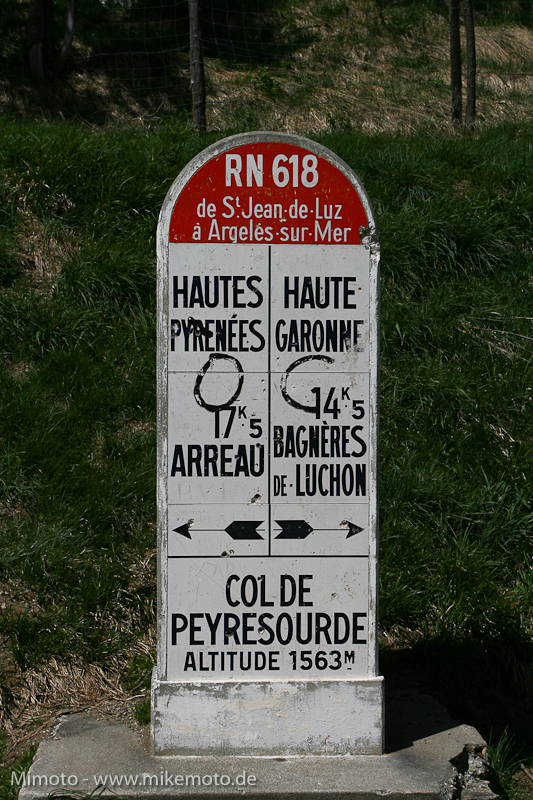 RN 618
de St Jean-de-Luz
à Argelès-sur-Mer
HAUTES
PYRENÉES
HAUTE
GARONNE
O
17K5
ARREAU
C
14K5
BAGNÈRES
DE-LUCHON
COL DE
PEYRESOURDE
ALTITUDE 1563M
Mimoto - www.mikemoto.de